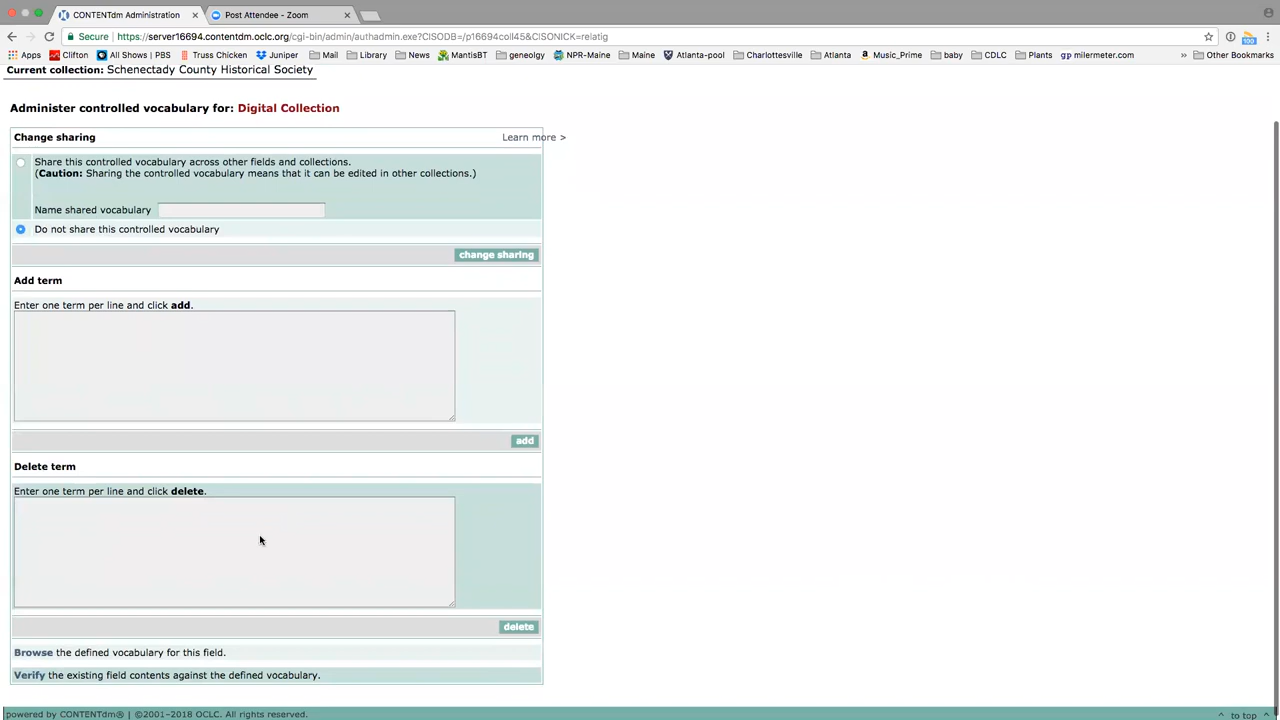 CONTENTdm Administration
Post Attendee - Zoom
Secure
https://server16694.contentdm.oclc.org/cgi-bin/admin/authadmin.exe?CISODB=/p16694coll45&CISONICK=relatig
Apps
Clifton
All Shows | PBS
Truss Chicken
Juniper
Mail
Library
News
MantisBT
geneolgy
NPR-Maine
Maine
Atlanta-pool
Charlottesville
Atlanta
Music_Prime
baby
CDLC
Plants
gp milermeter.com
»
Other Bookmarks
100
Current collection: Schenectady County Historical Society
Administer controlled vocabulary for: Digital Collection
Change sharing
Learn more >
Share this controlled vocabulary across other fields and collections.
(Caution: Sharing the controlled vocabulary means that it can be edited in other collections.)
Name shared vocabulary
Do not share this controlled vocabulary
change sharing
Add term
Enter one term per line and click add.
add
Delete term
Enter one term per line and click delete.
delete
Browse the defined vocabulary for this field.
Verify the existing field contents against the defined vocabulary.
powered by CONTENTdm® | ©2001-2018 OCLC. All rights reserved.
^ to top ^